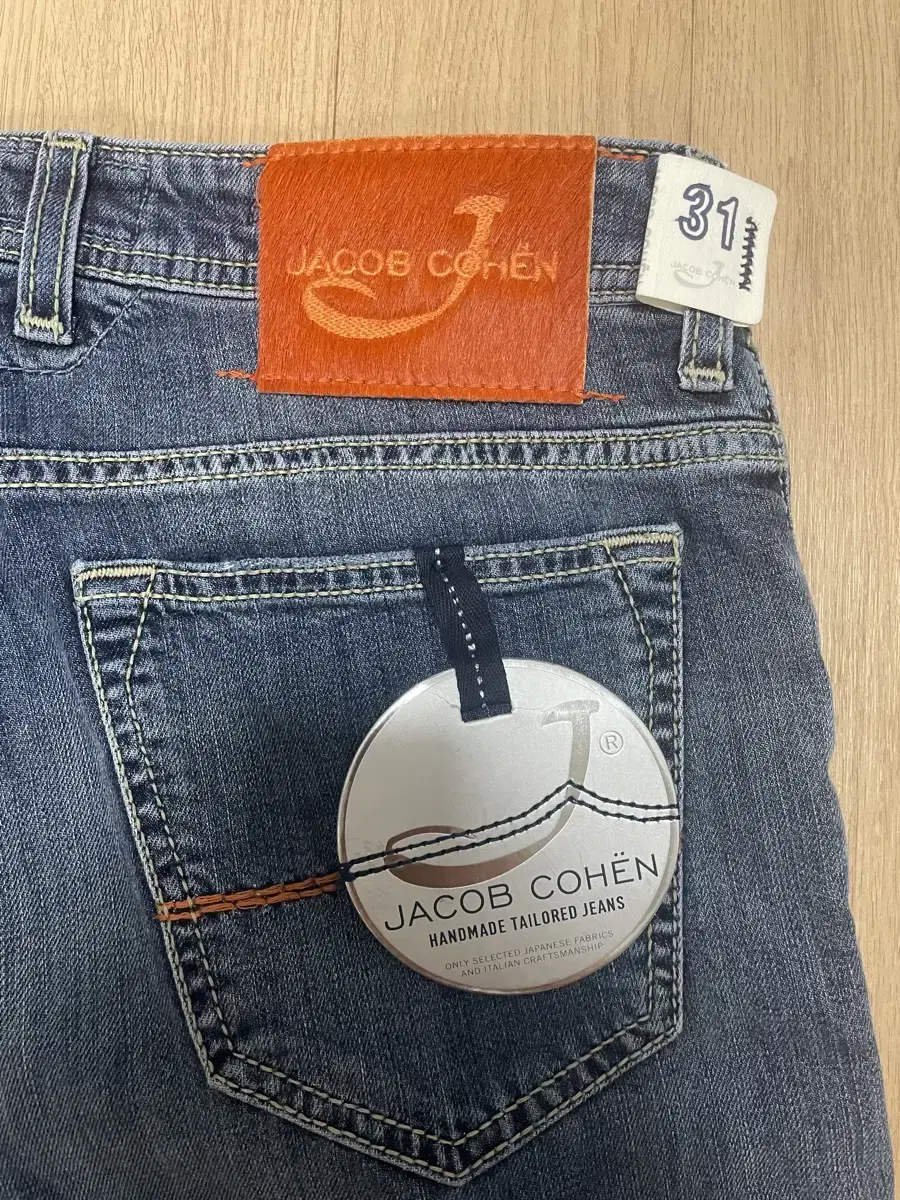 JACOB COHËN
31
JACOB COHËN
®
JACOB COHËN
HANDMADE TAILORED JEANS
ONLY SELECTED JAPANESE FABRICS
AND ITALIAN CRAFTSMANSHIP